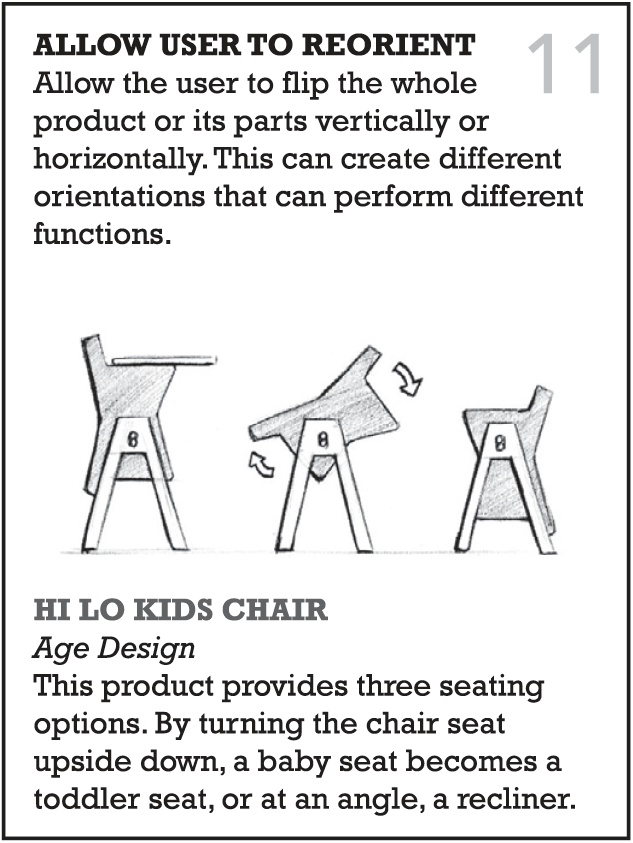 ALLOW USER TO REORIENT 11
Allow the user to flip the whole
product or its parts vertically or
horizontally. This can create different
orientations that can perform different
functions.
HI LO KIDS CHAIR
Age Design
This product provides three seating
options. By turning the chair seat
upside down, a baby seat becomes a
toddler seat, or at an angle, a recliner.